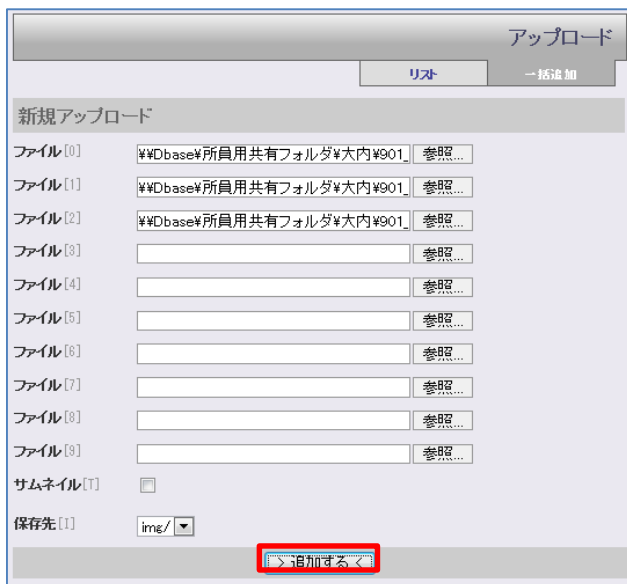 アップロード
リスト 一括追加
新規アップロード
ファイル[0] ¥¥Dbase¥所員用共有フォルダ¥大内¥901_ 参照...
ファイル[1] ¥¥Dbase¥所員用共有フォルダ¥大内¥901_ 参照...
ファイル[2] ¥¥Dbase¥所員用共有フォルダ¥大内¥901_ 参照...
ファイル[3] 参照...
ファイル[4] 参照...
ファイル[5] 参照...
ファイル[6] 参照...
ファイル[7] 参照...
ファイル[8] 参照...
ファイル[9] 参照...
サムネイル[T]
保存先[I] img/
> 追加する <